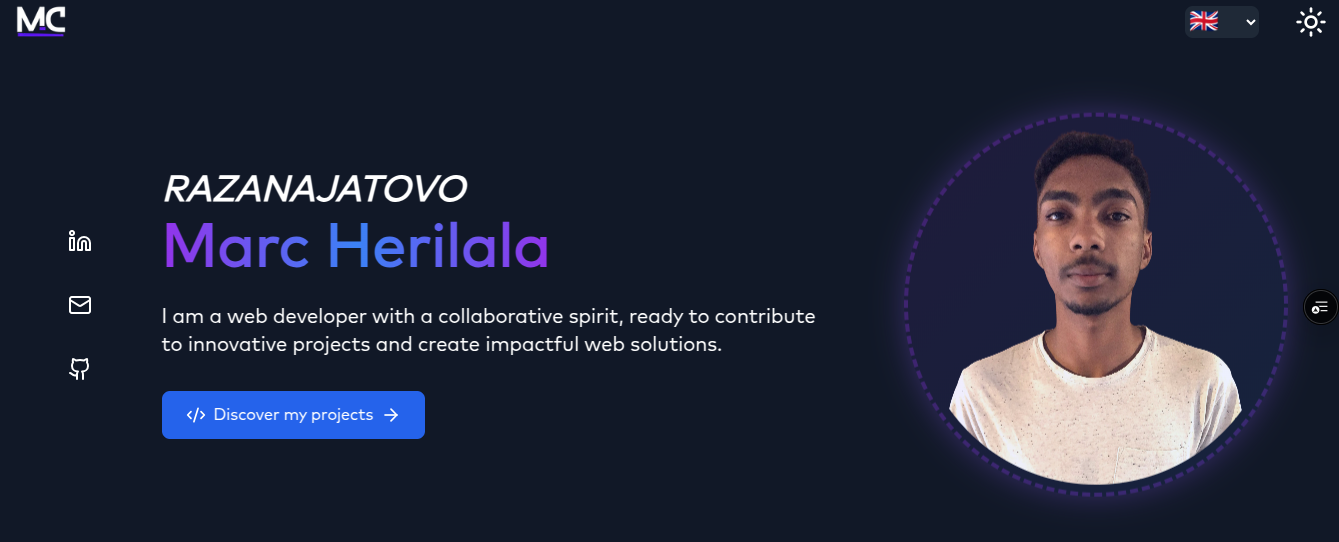 MC
RAZANAJATOVO
Marc Herilala
I am a web developer with a collaborative spirit, ready to contribute
to innovative projects and create impactful web solutions.
Discover my projects